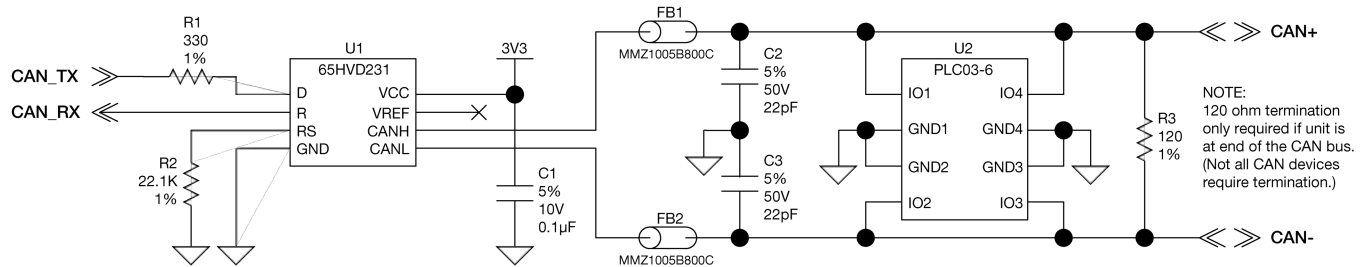 R1
330
1%
CAN_TX
CAN_RX
U1
65HVD231
D
R
RS
GND
VCC
VREF
CANH
CANL
R2
22.1K
1%
3V3
C1
5%
10V
0.1µF
FB1
MMZ1005B800C
C2
5%
50V
22pF
C3
5%
50V
22pF
FB2
MMZ1005B800C
U2
PLC03-6
IO1
GND1
GND2
IO2
IO4
GND4
GND3
IO3
R3
120
1%
CAN+
NOTE:
120 ohm termination
only required if unit is
at end of the CAN bus.
(Not all CAN devices
require termination.)
CAN-